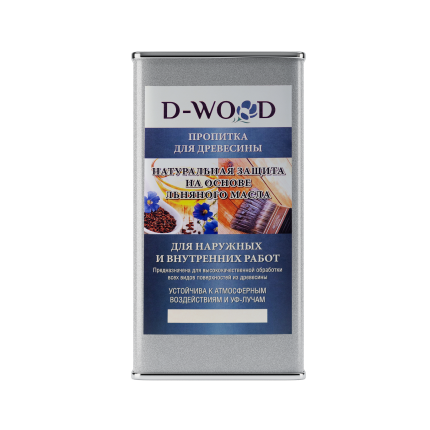 D-WOOD
ПРОПИТКА
ДЛЯ ДРЕВЕСИНЫ
НАТУРАЛЬНАЯ ЗАЩИТА
НА ОСНОВЕ
ЛЬНЯНОГО МАСЛА
ДЛЯ НАРУЖНЫХ
И ВНУТРЕННИХ РАБОТ
Предназначена для высококачественной обработки
всех видов поверхностей из древесины
УСТОЙЧИВА К АТМОСФЕРНЫМ
ВОЗДЕЙСТВИЯМ И УФ-ЛУЧАМ